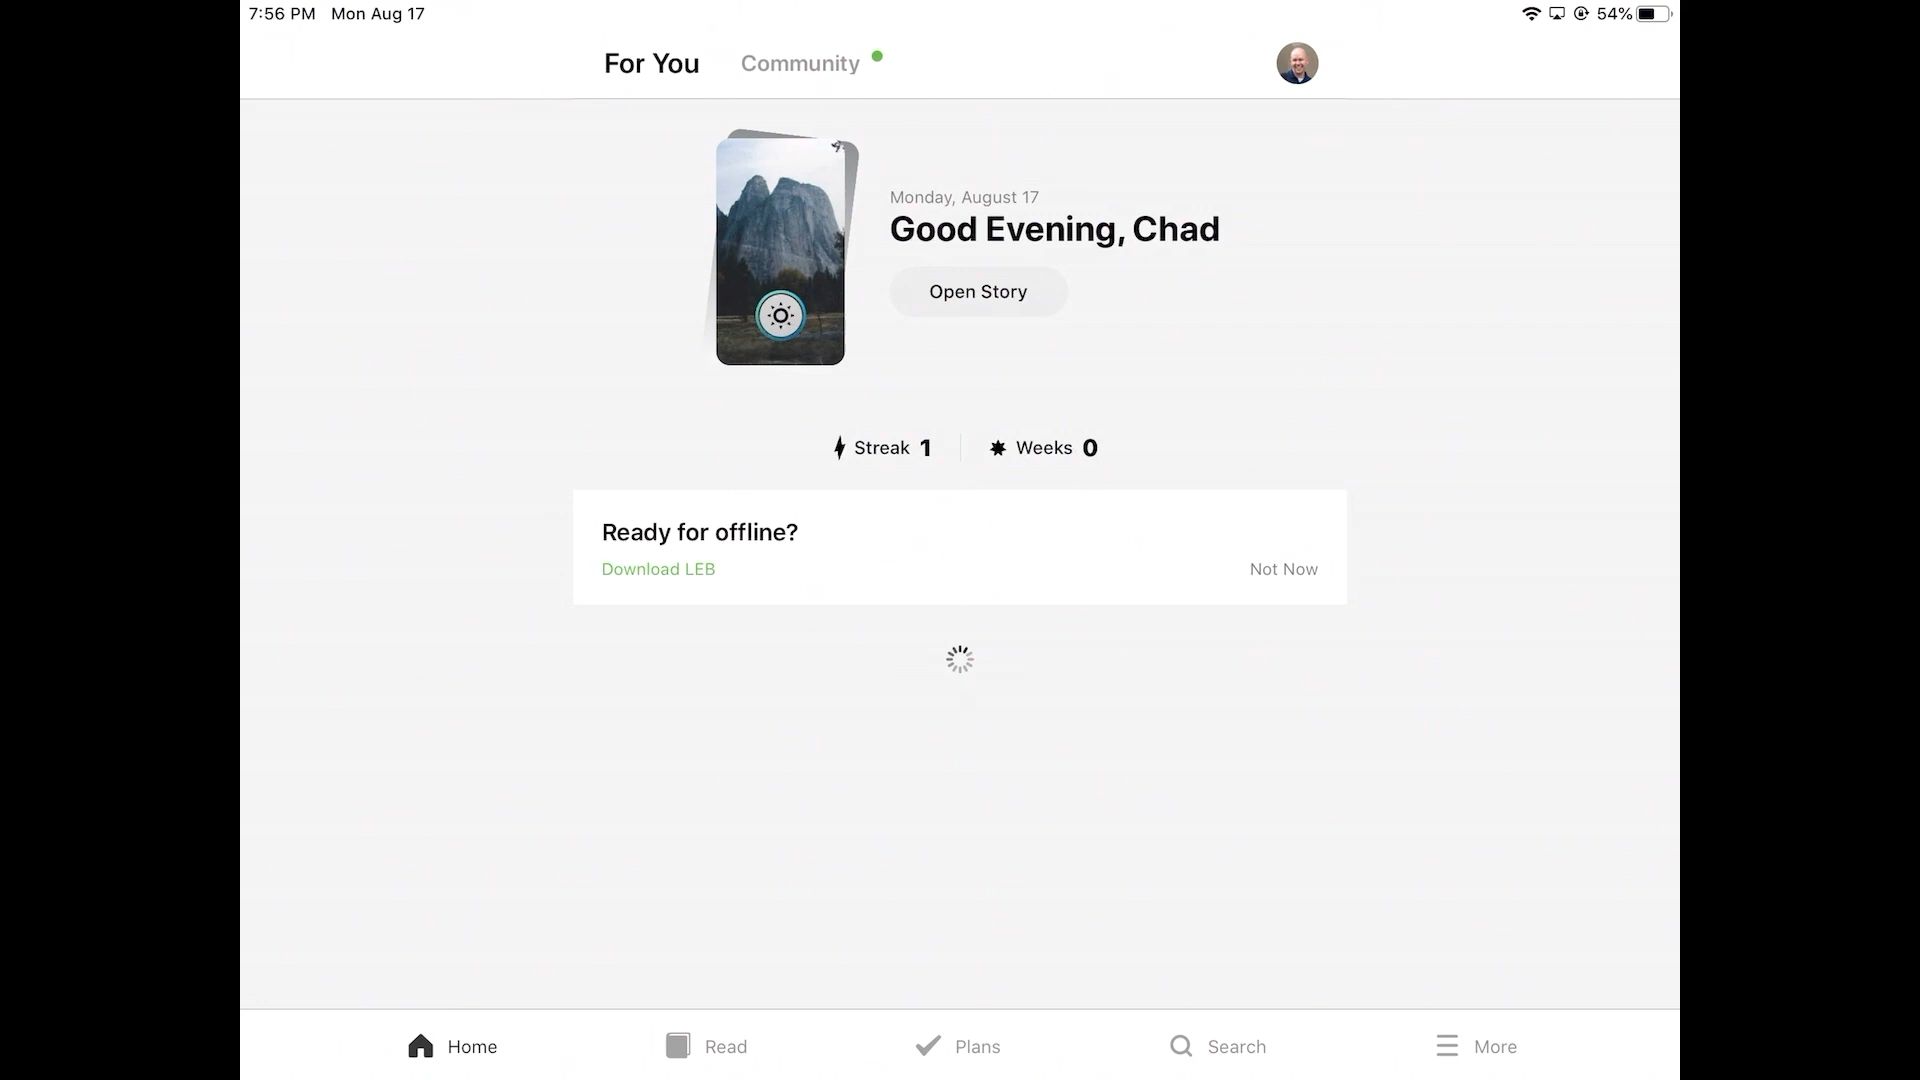 7:56 PM Mon Aug 17
54%
For You Community
Monday, August 17
Good Evening, Chad
Open Story
Streak 1 Weeks 0
Ready for offline?
Download LEB Not Now
Home Read Plans Search More